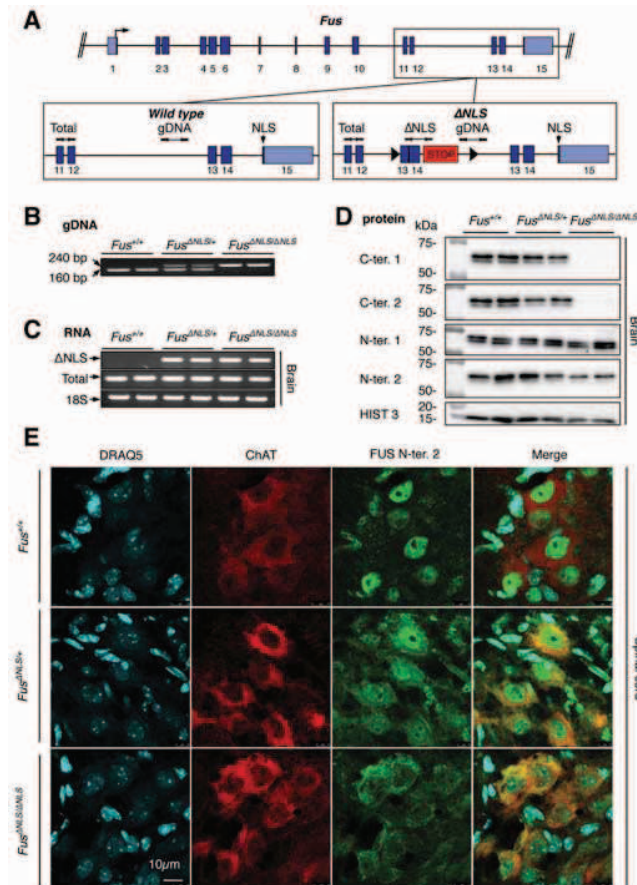 A
Fus
1 23 4 5 6 7 8 9 10 11 12 13 14 15
Wild type
Total gDNA NLS
11 12 13 14 15
ΔNLS
Total ΔNLS gDNA NLS
STOP
11 12 13 14 13 14 15
B gDNA
Fus+/+ FusΔNLS/+ FusΔNLS/ΔNLS
240 bp
160 bp
C RNA
Fus+/+ FusΔNLS/+ FusΔNLS/ΔNLS
ΔNLS
Total
18S
Brain
D protein kDa
Fus+/+ FusΔNLS/+ FusΔNLS/ΔNLS
C-ter. 1
75-
50-
C-ter. 2
75-
50-
N-ter. 1
75-
50-
N-ter. 2
75-
50-
HIST 3
20-
15-
Brain
E
DRAQ5 ChAT FUS N-ter. 2 Merge
Fus+/+
FusΔNLS/+
FusΔNLS/ΔNLS
10µm